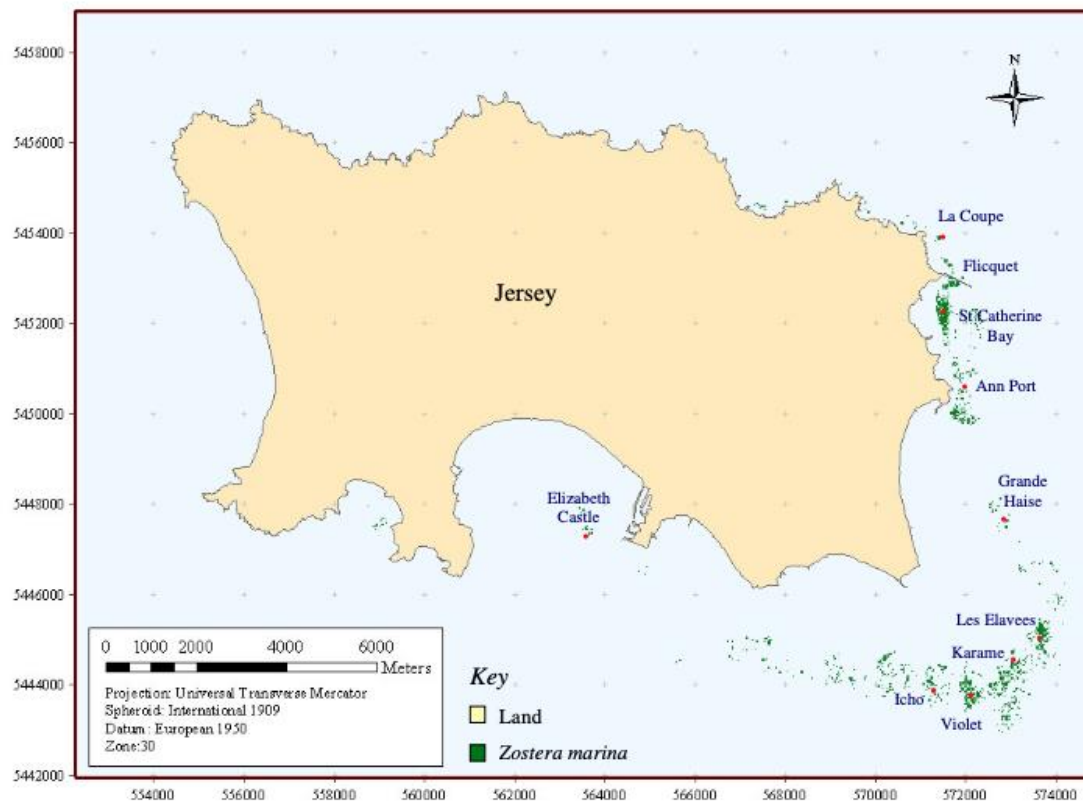 5458000
5456000
5454000
5452000
5450000
5448000
5446000
5444000
5442000
N
La Coupe
Flicquet
St Catherine
Bay
Ann Port
Jersey
Grande
Haise
Elizabeth
Castle
Les Elavees
Karame
Icho
Violet
0 1000 2000 4000 6000
Meters
Projection: Universal Transverse Mercator
Spheroid: International 1909
Datum : European 1950
Zone:30
Key
Land
Zostera marina
554000 556000 558000 560000 562000 564000 566000 568000 570000 572000 574000